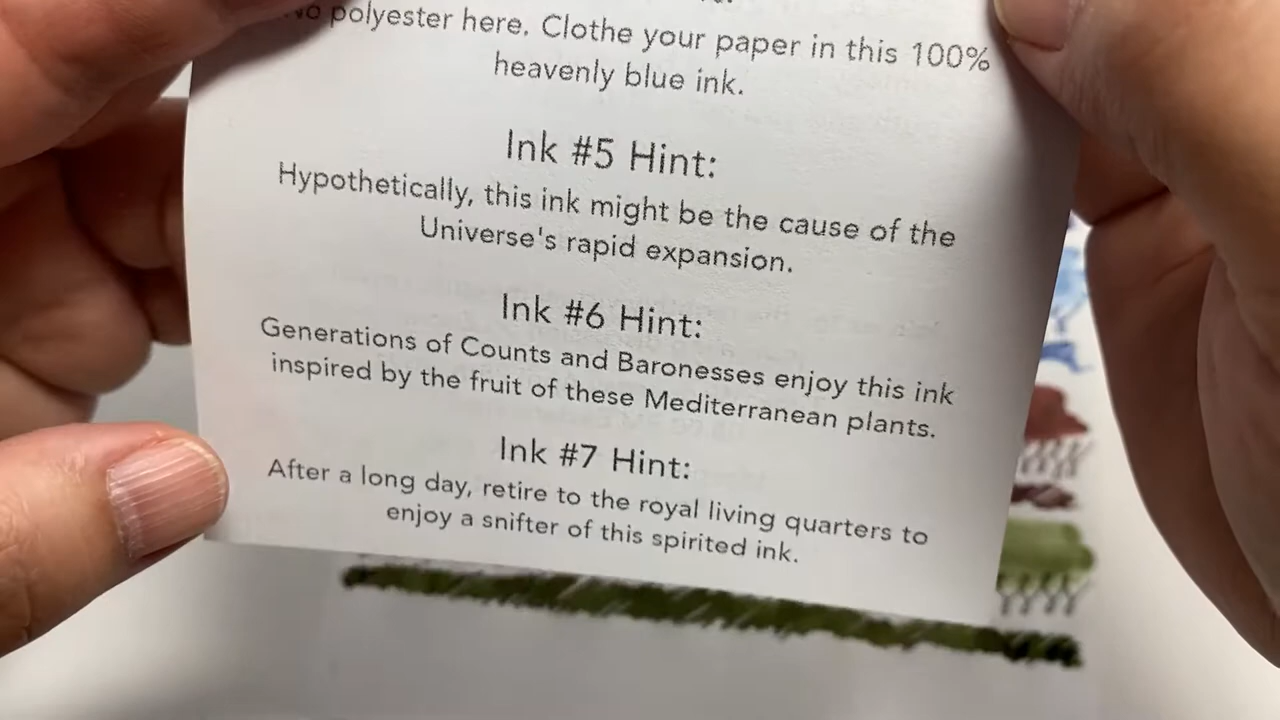 No polyester here. Clothe your paper in this 100%
heavenly blue ink.
Ink #5 Hint:
Hypothetically, this ink might be the cause of the
Universe's rapid expansion.
Ink #6 Hint:
Generations of Counts and Baronesses enjoy this ink
inspired by the fruit of these Mediterranean plants.
Ink #7 Hint:
After a long day, retire to the royal living quarters to
enjoy a snifter of this spirited ink.